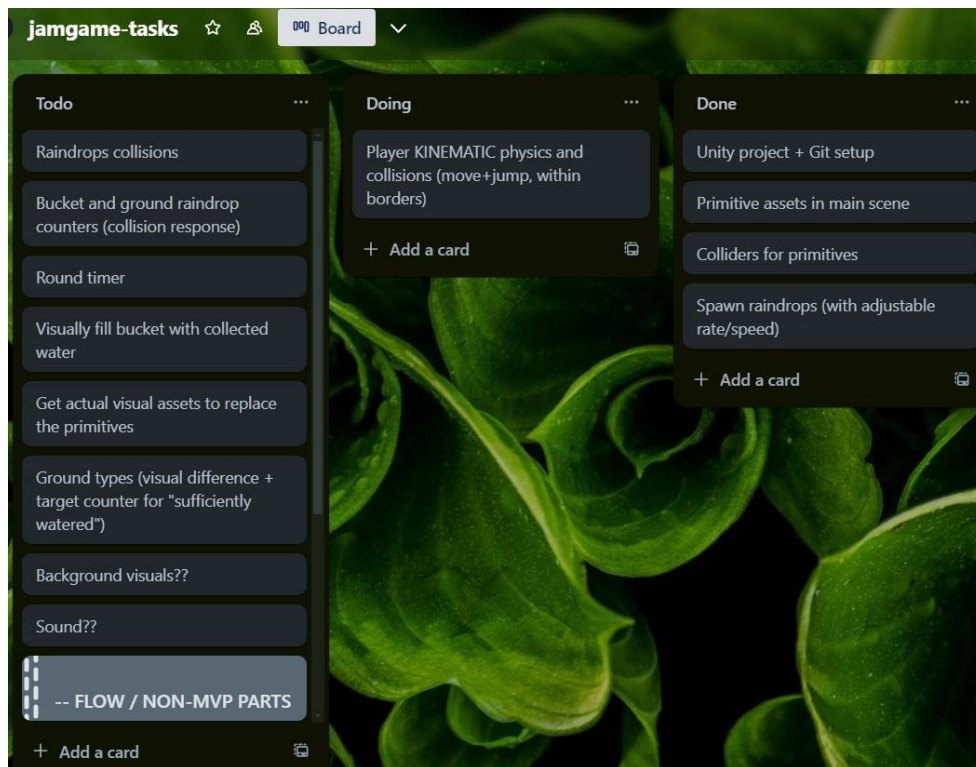 jamgame-tasks
Board
Todo
Raindrops collisions
Bucket and ground raindrop
counters (collision response)
Round timer
Visually fill bucket with collected
water
Get actual visual assets to replace
the primitives
Ground types (visual difference +
target counter for "sufficiently
watered")
Background visuals??
Sound??
-- FLOW / NON-MVP PARTS
+ Add a card
Doing
Player KINEMATIC physics and
collisions (move+jump, within
borders)
+ Add a card
Done
Unity project + Git setup
Primitive assets in main scene
Colliders for primitives
Spawn raindrops (with adjustable
rate/speed)
+ Add a card